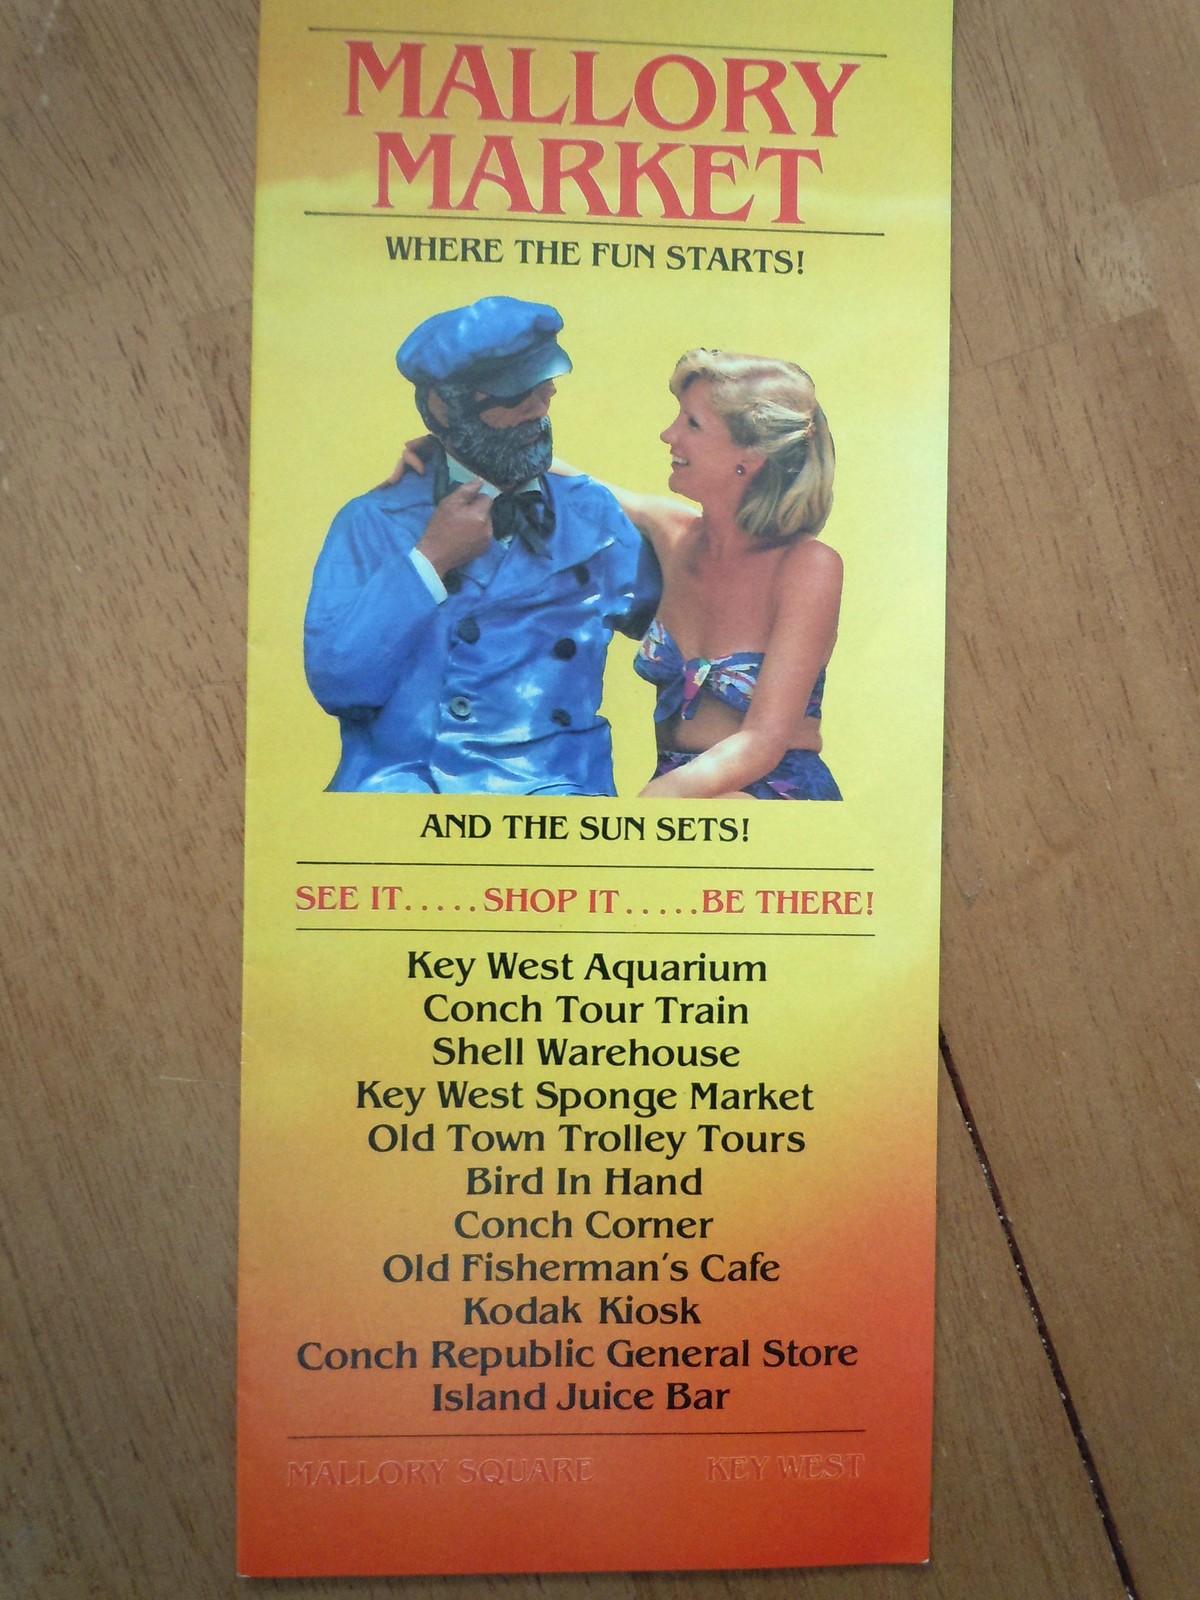 MALLORY
MARKET
WHERE THE FUN STARTS!
AND THE SUN SETS!
SEE IT.....SHOP IT.....BE THERE!
Key West Aquarium
Conch Tour Train
Shell Warehouse
Key West Sponge Market
Old Town Trolley Tours
Bird In Hand
Conch Corner
Old Fisherman's Cafe
Kodak Kiosk
Conch Republic General Store
Island Juice Bar
MALLORY SQUARE KEY WEST